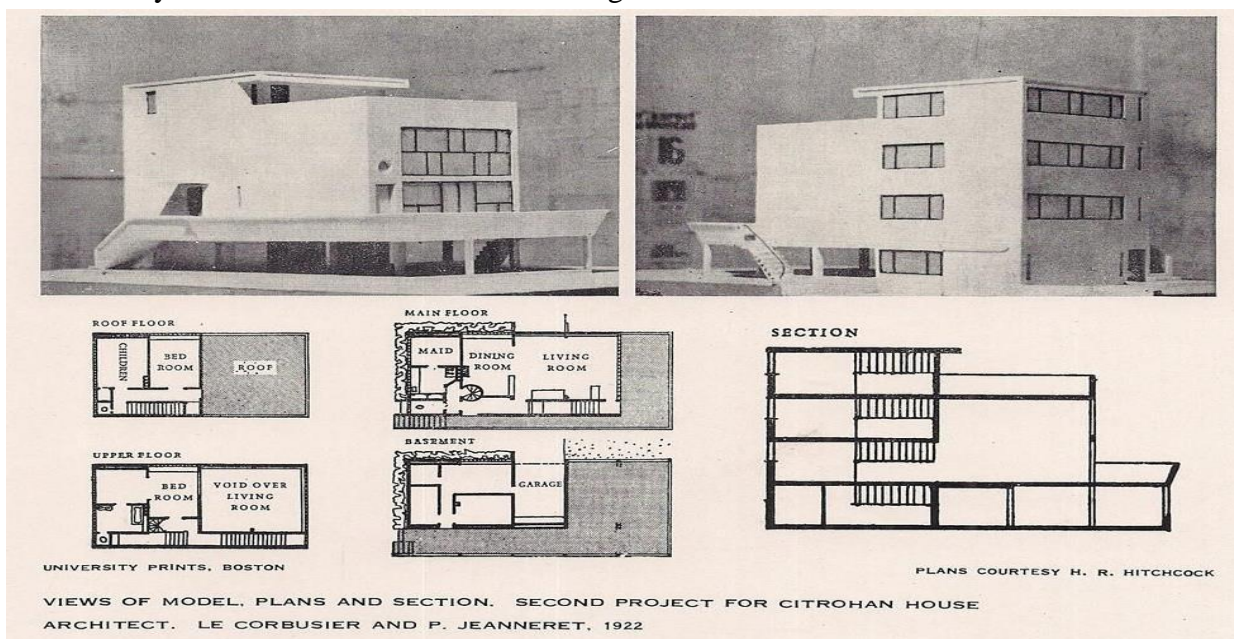 ROOF FLOOR
CHILDREN
BED
ROOM
ROOF
MAIN FLOOR
MAID
DINING
ROOM
LIVING
ROOM
SECTION
UPPER FLOOR
BED
ROOM
VOID OVER
LIVING
ROOM
BASEMENT
GARAGE
UNIVERSITY PRINTS, BOSTON
PLANS COURTESY H. R. HITCHCOCK
VIEWS OF MODEL, PLANS AND SECTION. SECOND PROJECT FOR CITROHAN HOUSE
ARCHITECT. LE CORBUSIER AND P. JEANNERET, 1922